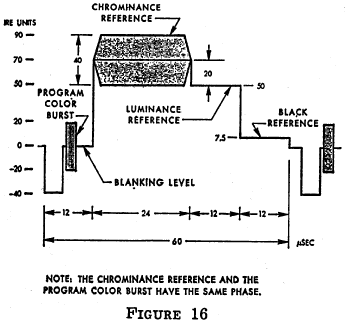 CHROMINANCE
REFERENCE
IRE UNITS
90
70
50
20
0
-20
-40
40
20
PROGRAM
COLOR
BURST
LUMINANCE
REFERENCE
50
BLACK
REFERENCE
7.5
BLANKING LEVEL
12
24
12
12
60
μSEC
NOTE: THE CHROMINANCE REFERENCE AND THE
PROGRAM COLOR BURST HAVE THE SAME PHASE.
FIGURE 16